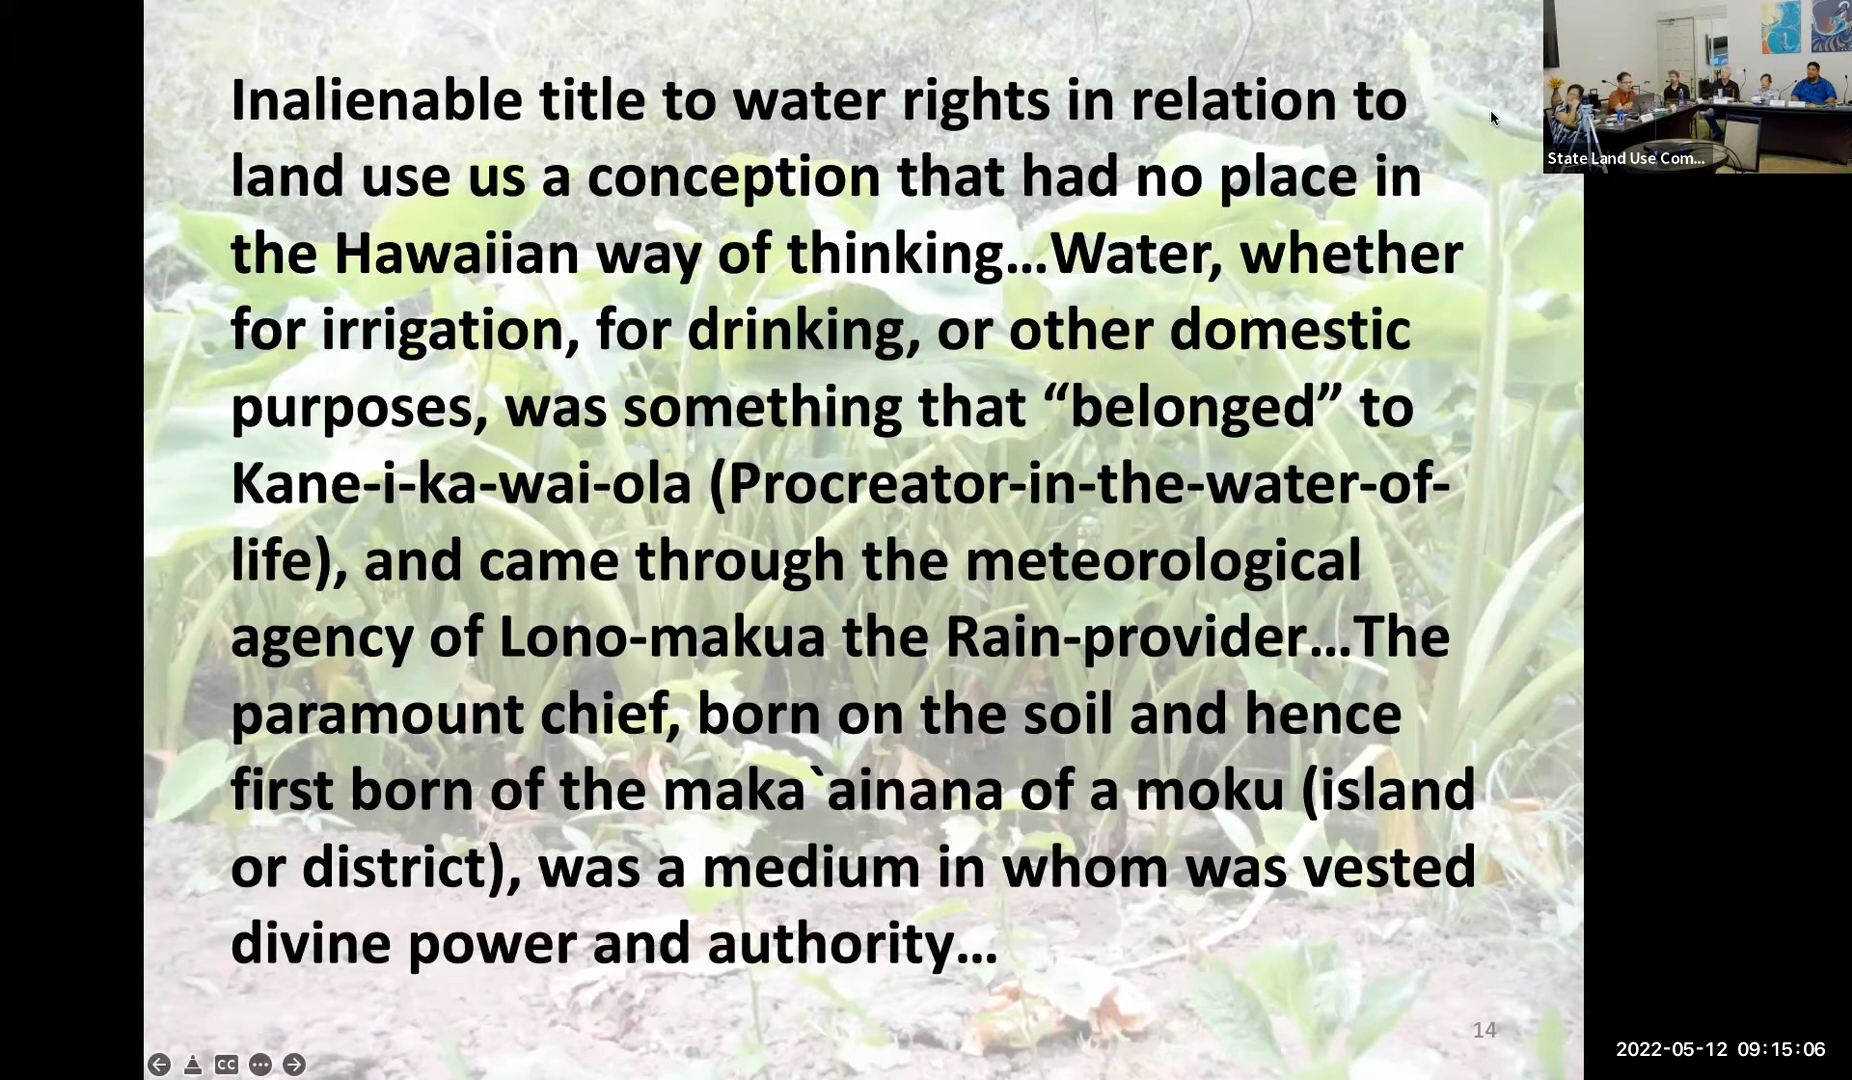 Inalienable title to water rights in relation to
land use us a conception that had no place in
the Hawaiian way of thinking...Water, whether
for irrigation, for drinking, or other domestic
purposes, was something that “belonged” to
Kane-i-ka-wai-ola (Procreator-in-the-water-of-
life), and came through the meteorological
agency of Lono-makua the Rain-provider...The
paramount chief, born on the soil and hence
first born of the maka`ainana of a moku (island
or district), was a medium in whom was vested
divine power and authority...
14
State Land Use Com...
CC
2022-05-12 09:15:06